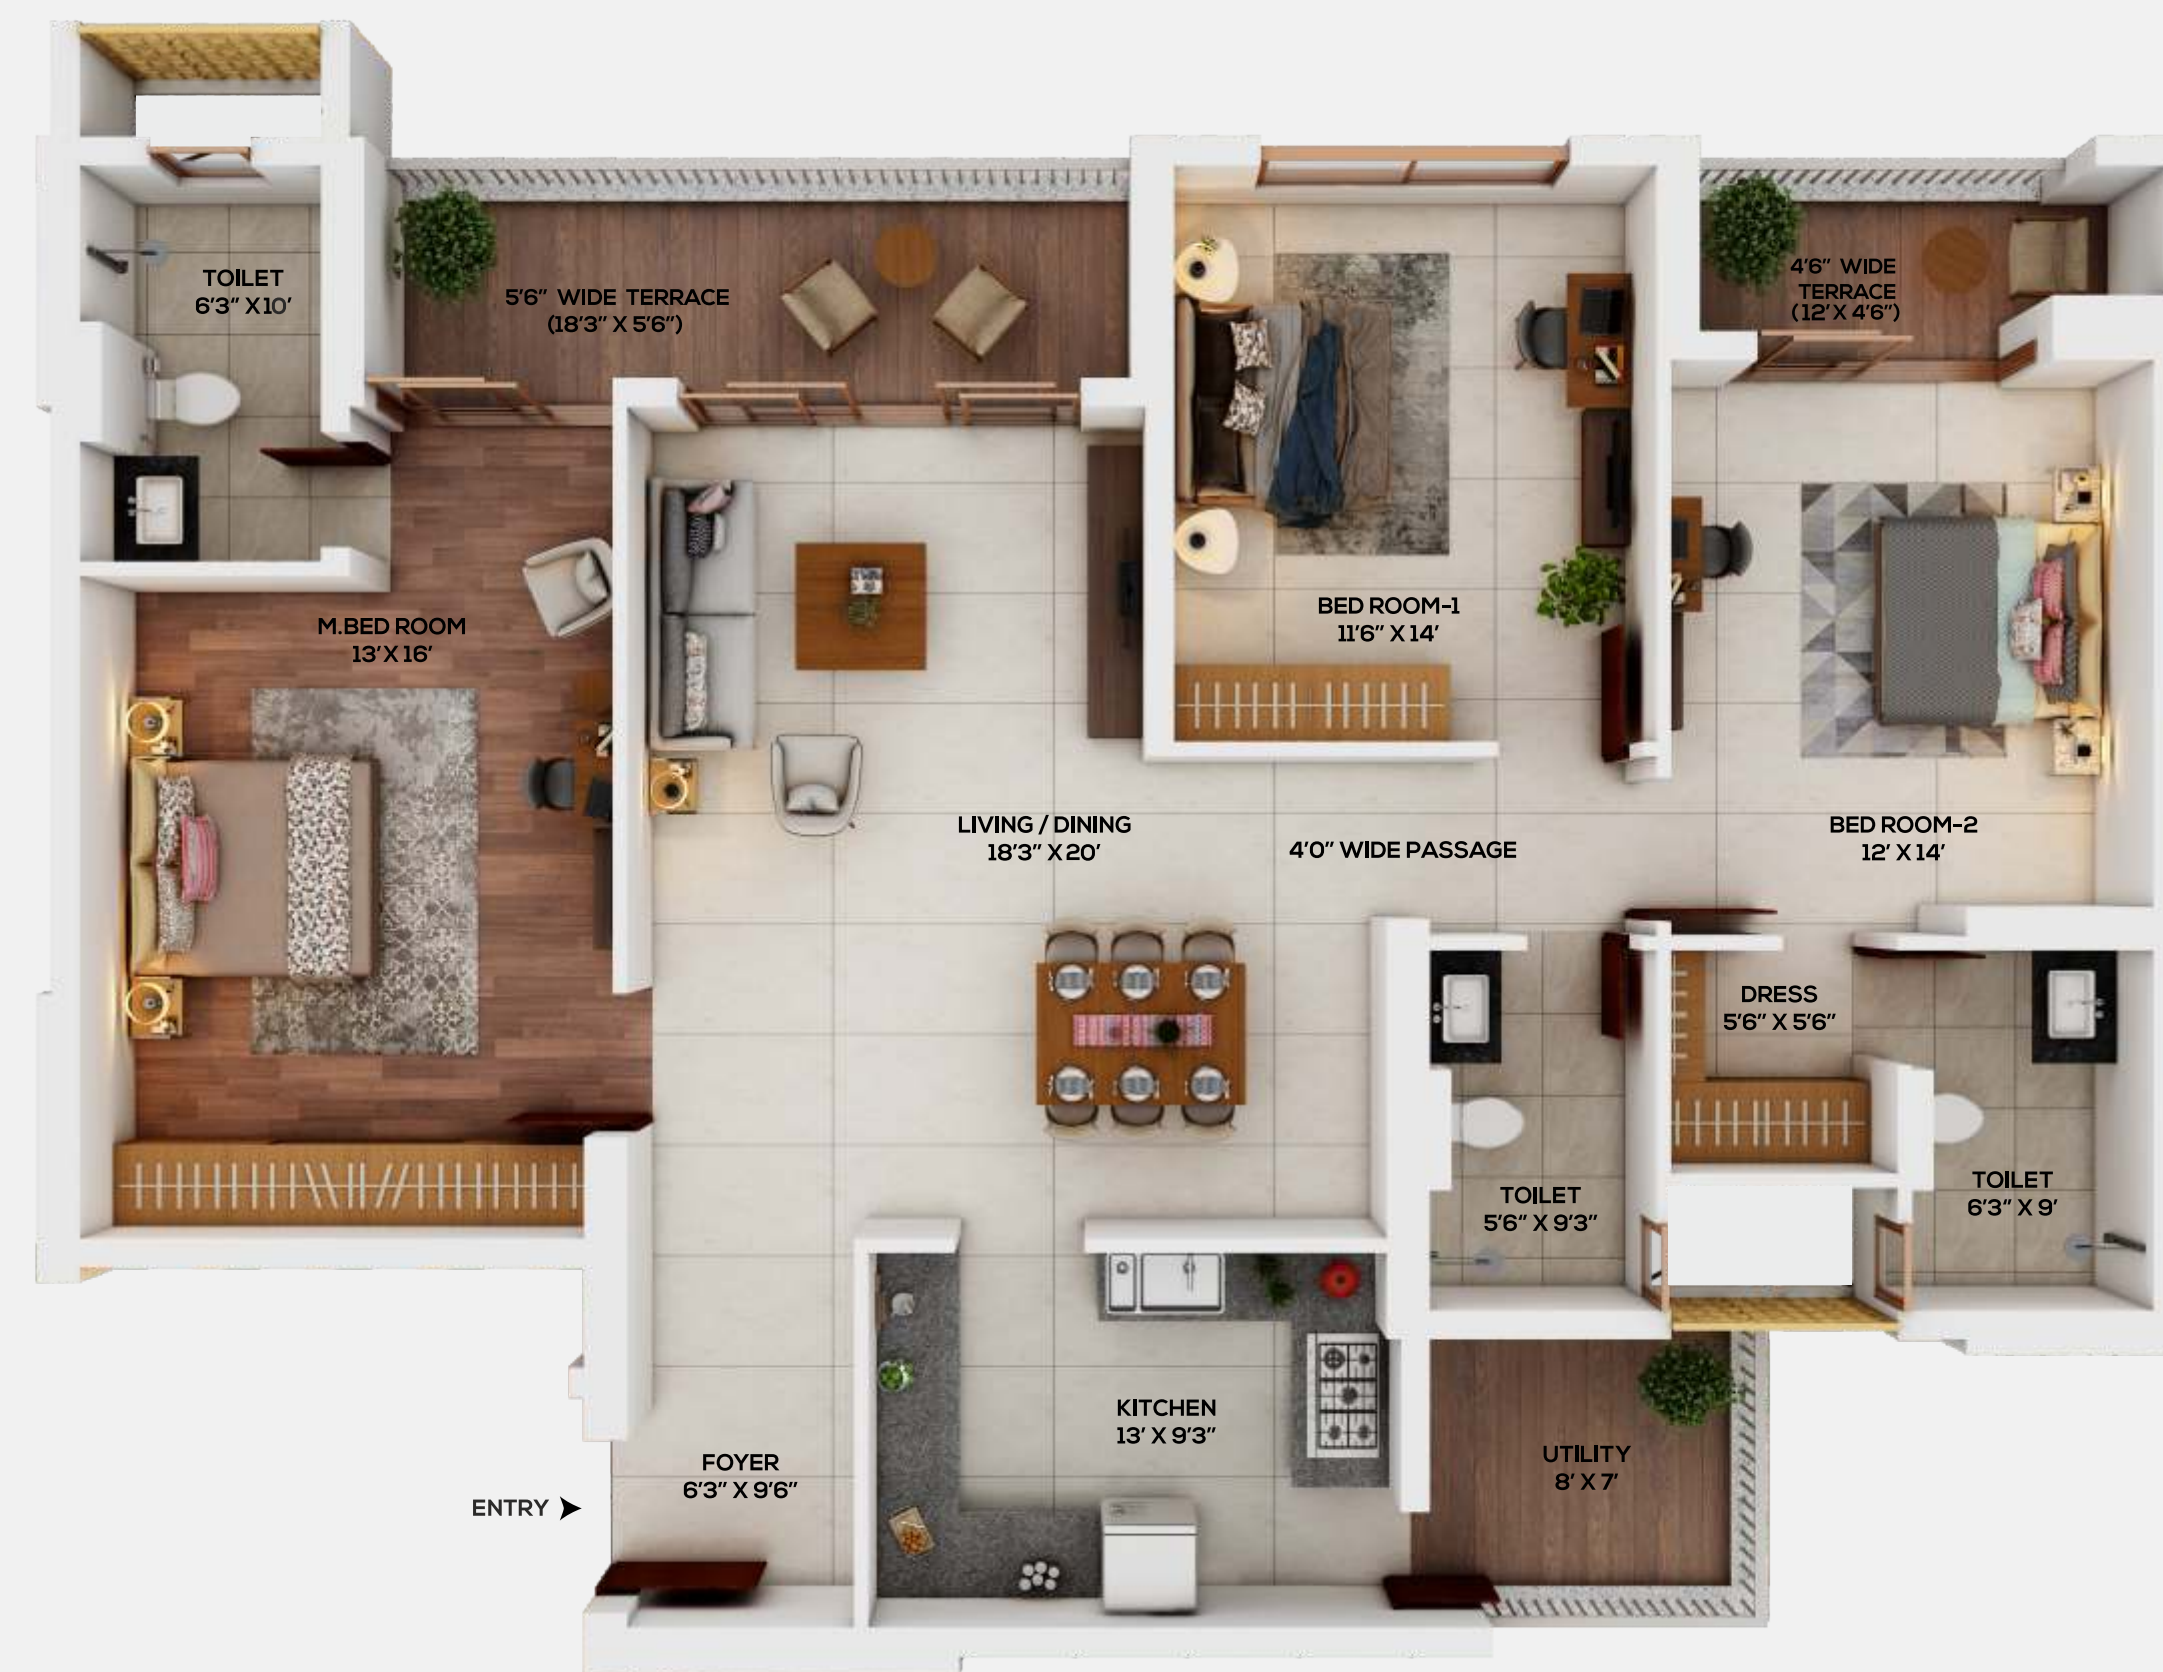 TOILET
6'3" X 10'
5'6" WIDE TERRACE
(18'3" X 5'6")
4'6" WIDE
TERRACE
(12' X 4'6")
M.BED ROOM
13' X 16'
BED ROOM-1
11'6" X 14'
LIVING / DINING
18'3" X 20'
4'0" WIDE PASSAGE
BED ROOM-2
12' X 14'
DRESS
5'6" X 5'6"
TOILET
5'6" X 9'3"
TOILET
6'3" X 9'
KITCHEN
13' X 9'3"
FOYER
6'3" X 9'6"
UTILITY
8' X 7'
ENTRY ➤